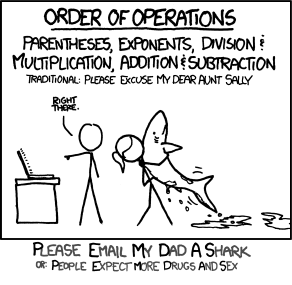 ORDER OF OPERATIONS
PARENTHESES, EXPONENTS, DIVISION &
MULTIPLICATION, ADDITION & SUBTRACTION
TRADITIONAL: PLEASE EXCUSE MY DEAR AUNT SALLY
RIGHT
THERE.
PLEASE EMAIL MY DAD A SHARK
OR: PEOPLE EXPECT MORE DRUGS AND SEX